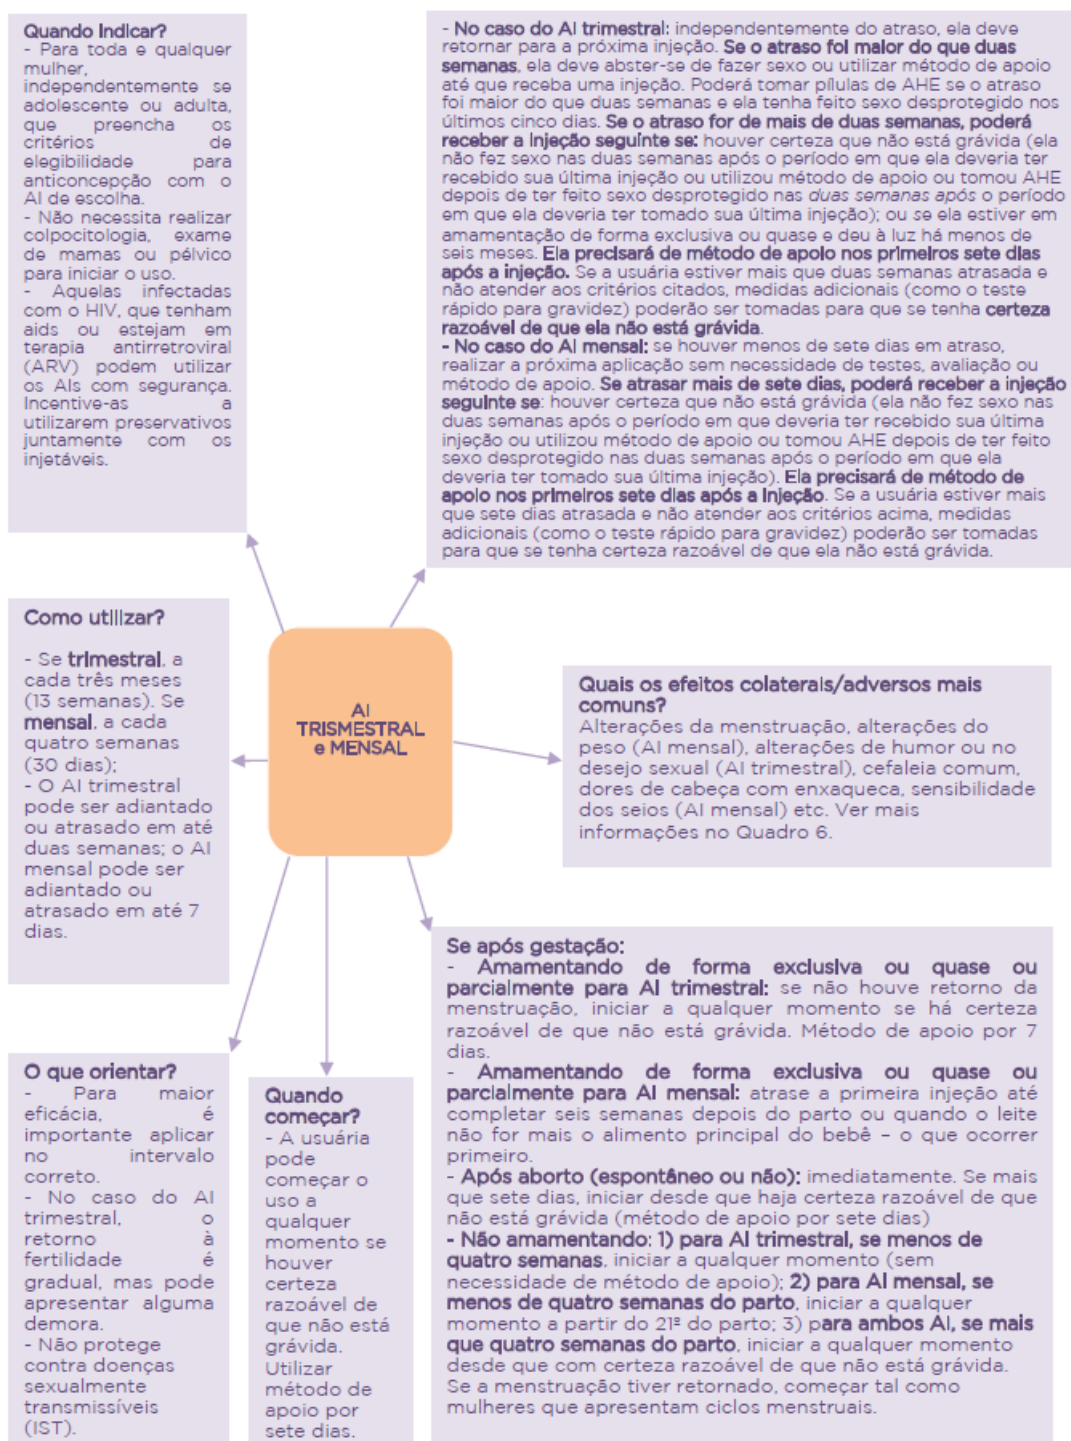 Quando indicar?
- Para toda e qualquer
mulher,
independentemente se
adolescente ou adulta,
que preencha os
critérios de
elegibilidade para
anticoncepção com o
AI de escolha.
- Não necessita realizar
colpocitologia, exame
de mamas ou pélvico
para iniciar o uso.
- Aquelas infectadas
com o HIV, que tenham
aids ou estejam em
terapia antirretroviral
(ARV) podem utilizar
os AIs com segurança.
Incentive-as a
utilizarem preservativos
juntamente com os
injetáveis.
- No caso do AI trimestral: independentemente do atraso, ela deve
retornar para a próxima injeção. Se o atraso foi maior do que duas
semanas, ela deve abster-se de fazer sexo ou utilizar método de apoio
até que receba uma injeção. Poderá tomar pílulas de AHE se o atraso
foi maior do que duas semanas e ela tenha feito sexo desprotegido nos
últimos cinco dias. Se o atraso for de mais de duas semanas, poderá
receber a injeção seguinte se: houver certeza que não está grávida (ela
não fez sexo nas duas semanas após o período em que ela deveria ter
recebido sua última injeção ou utilizou método de apoio ou tomou AHE
depois de ter feito sexo desprotegido nas duas semanas após o período
em que ela deveria ter tomado sua última injeção); ou se ela estiver em
amamentação de forma exclusiva ou quase e deu à luz há menos de
seis meses. Ela precisará de método de apoio nos primeiros sete dias
após a injeção. Se a usuária estiver mais que duas semanas atrasada e
não atender aos critérios citados, medidas adicionais (como o teste
rápido para gravidez) poderão ser tomadas para que se tenha certeza
razoável de que ela não está grávida.
- No caso do AI mensal: se houver menos de sete dias em atraso,
realizar a próxima aplicação sem necessidade de testes, avaliação ou
método de apoio. Se atrasar mais de sete dias, poderá receber a injeção
seguinte se: houver certeza que não está grávida (ela não fez sexo nas
duas semanas após o período em que deveria ter recebido sua última
injeção ou utilizou método de apoio ou tomou AHE depois de ter feito
sexo desprotegido nas duas semanas após o período em que ela
deveria ter tomado sua última injeção). Ela precisará de método de
apoio nos primeiros sete dias após a injeção. Se a usuária estiver mais
que sete dias atrasada e não atender aos critérios acima, medidas
adicionais (como o teste rápido para gravidez) poderão ser tomadas
para que se tenha certeza razoável de que ela não está grávida.
Como utilizar?
- Se trimestral, a
cada três meses
(13 semanas). Se
mensal, a cada
quatro semanas
(30 dias);
- O AI trimestral
pode ser adiantado
ou atrasado em até
duas semanas; o AI
mensal pode ser
adiantado ou
atrasado em até 7
dias.
AI
TRISMESTRAL
e MENSAL
Quais os efeitos colaterais/adversos mais
comuns?
Alterações da menstruação, alterações do
peso (AI mensal), alterações de humor ou no
desejo sexual (AI trimestral), cefaleia comum,
dores de cabeça com enxaqueca, sensibilidade
dos seios (AI mensal) etc. Ver mais
informações no Quadro 6.
O que orientar?
- Para maior
eficácia, é
importante aplicar
no intervalo
correto.
- No caso do AI
trimestral, o
retorno à
fertilidade é
gradual, mas pode
apresentar alguma
demora.
- Não protege
contra doenças
sexualmente
transmissíveis
(IST).
Quando
começar?
- A usuária
pode
começar o
uso a
qualquer
momento se
houver
certeza
razoável de
que não está
grávida.
Utilizar
método de
apoio por
sete dias.
Se após gestação:
- Amamentando de forma exclusiva ou quase ou
parcialmente para AI trimestral: se não houve retorno da
menstruação, iniciar a qualquer momento se há certeza
razoável de que não está grávida. Método de apoio por 7
dias.
- Amamentando de forma exclusiva ou quase ou
parcialmente para AI mensal: atrase a primeira injeção até
completar seis semanas depois do parto ou quando o leite
não for mais o alimento principal do bebê – o que ocorrer
primeiro.
- Após aborto (espontâneo ou não): imediatamente. Se mais
que sete dias, iniciar desde que haja certeza razoável de que
não está grávida (método de apoio por sete dias)
- Não amamentando: 1) para AI trimestral, se menos de
quatro semanas, iniciar a qualquer momento (sem
necessidade de método de apoio); 2) para AI mensal, se
menos de quatro semanas do parto, iniciar a qualquer
momento a partir do 21º do parto; 3) para ambos AI, se mais
que quatro semanas do parto, iniciar a qualquer momento
desde que com certeza razoável de que não está grávida.
Se a menstruação tiver retornado, começar tal como
mulheres que apresentam ciclos menstruais.